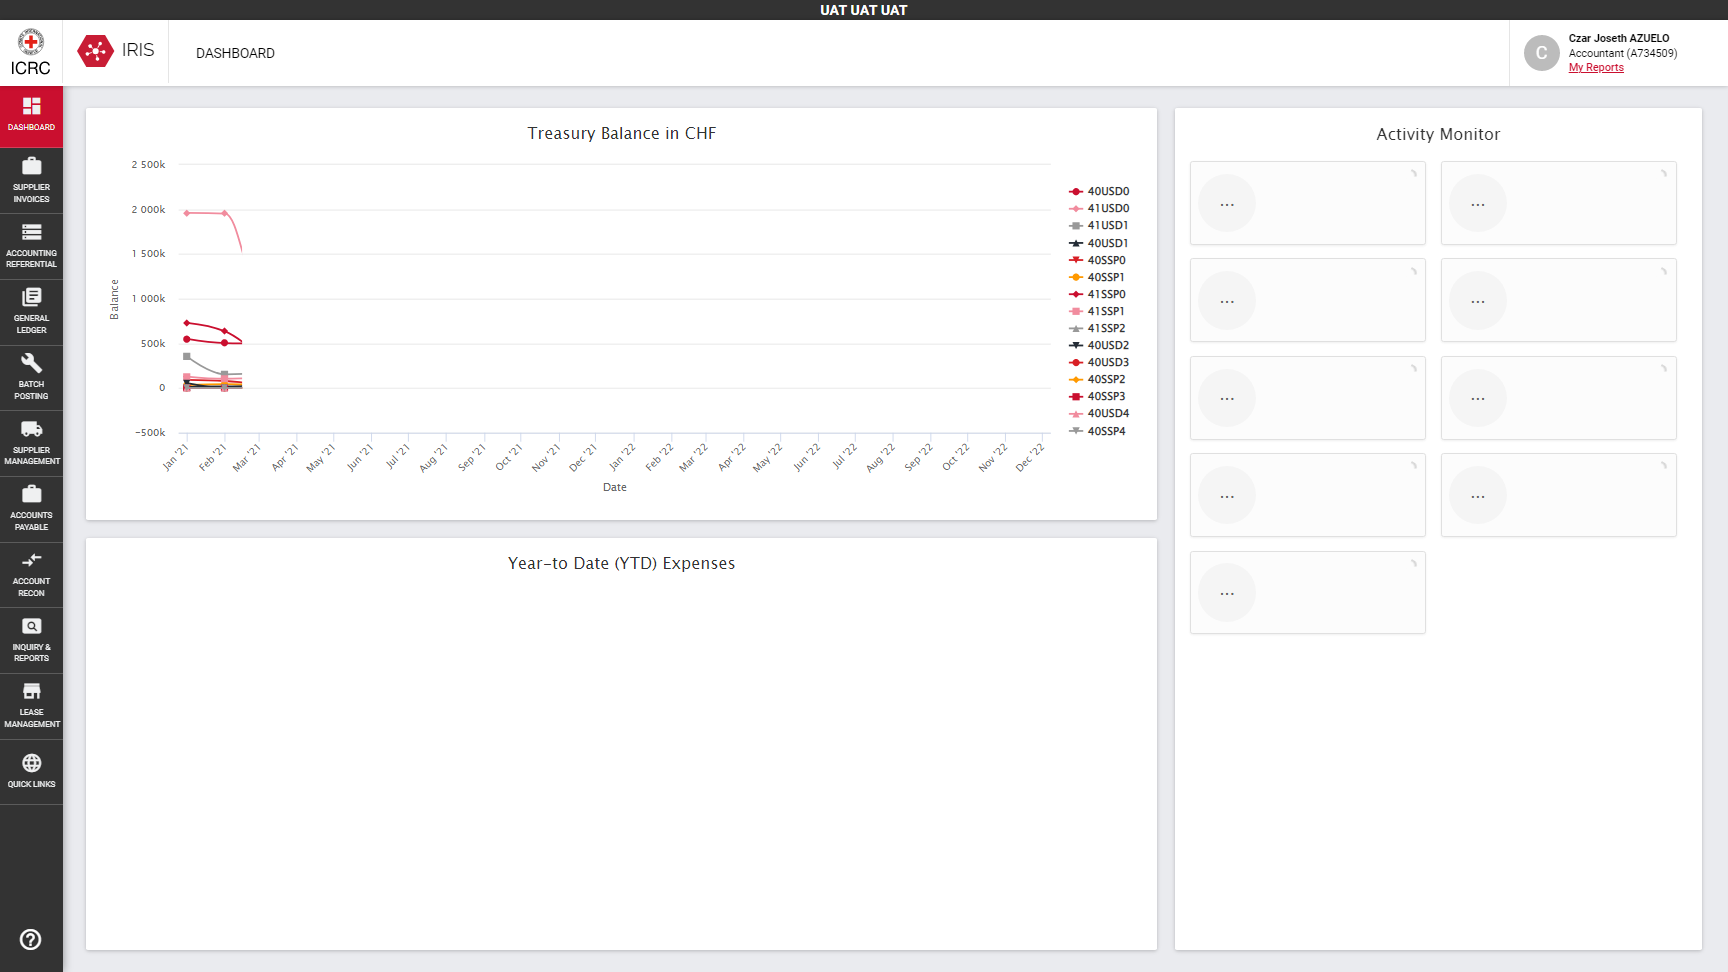 UAT UAT UAT
ICRC
IRIS
DASHBOARD
Czar Joseth AZUELO
Accountant (A734509)
My Reports
DASHBOARD
SUPPLIER
INVOICES
ACCOUNTING
REFERENTIAL
GENERAL
LEDGER
BATCH
POSTING
SUPPLIER
MANAGEMENT
ACCOUNTS
PAYABLE
ACCOUNT
RECON
INQUIRY &
REPORTS
LEASE
MANAGEMENT
QUICK LINKS
Treasury Balance in CHF
2 500k
2 000k
1 500k
1 000k
500k
0
-500k
Balance
Jan '21
Feb '21
Mar '21
Apr '21
May '21
Jun '21
Jul '21
Aug '21
Sep '21
Oct '21
Nov '21
Dec '21
Jan '22
Feb '22
Mar '22
Apr '22
May '22
Jun '22
Jul '22
Aug '22
Sep '22
Oct '22
Nov '22
Dec '22
Date
40USD0
41USD0
41USD1
40USD1
40SSP0
40SSP1
41SSP0
41SSP1
41SSP2
40USD2
40USD3
40SSP2
40SSP3
40USD4
40SSP4
Year-to Date (YTD) Expenses
Activity Monitor
...
...
...
...
...
...
...
...
...